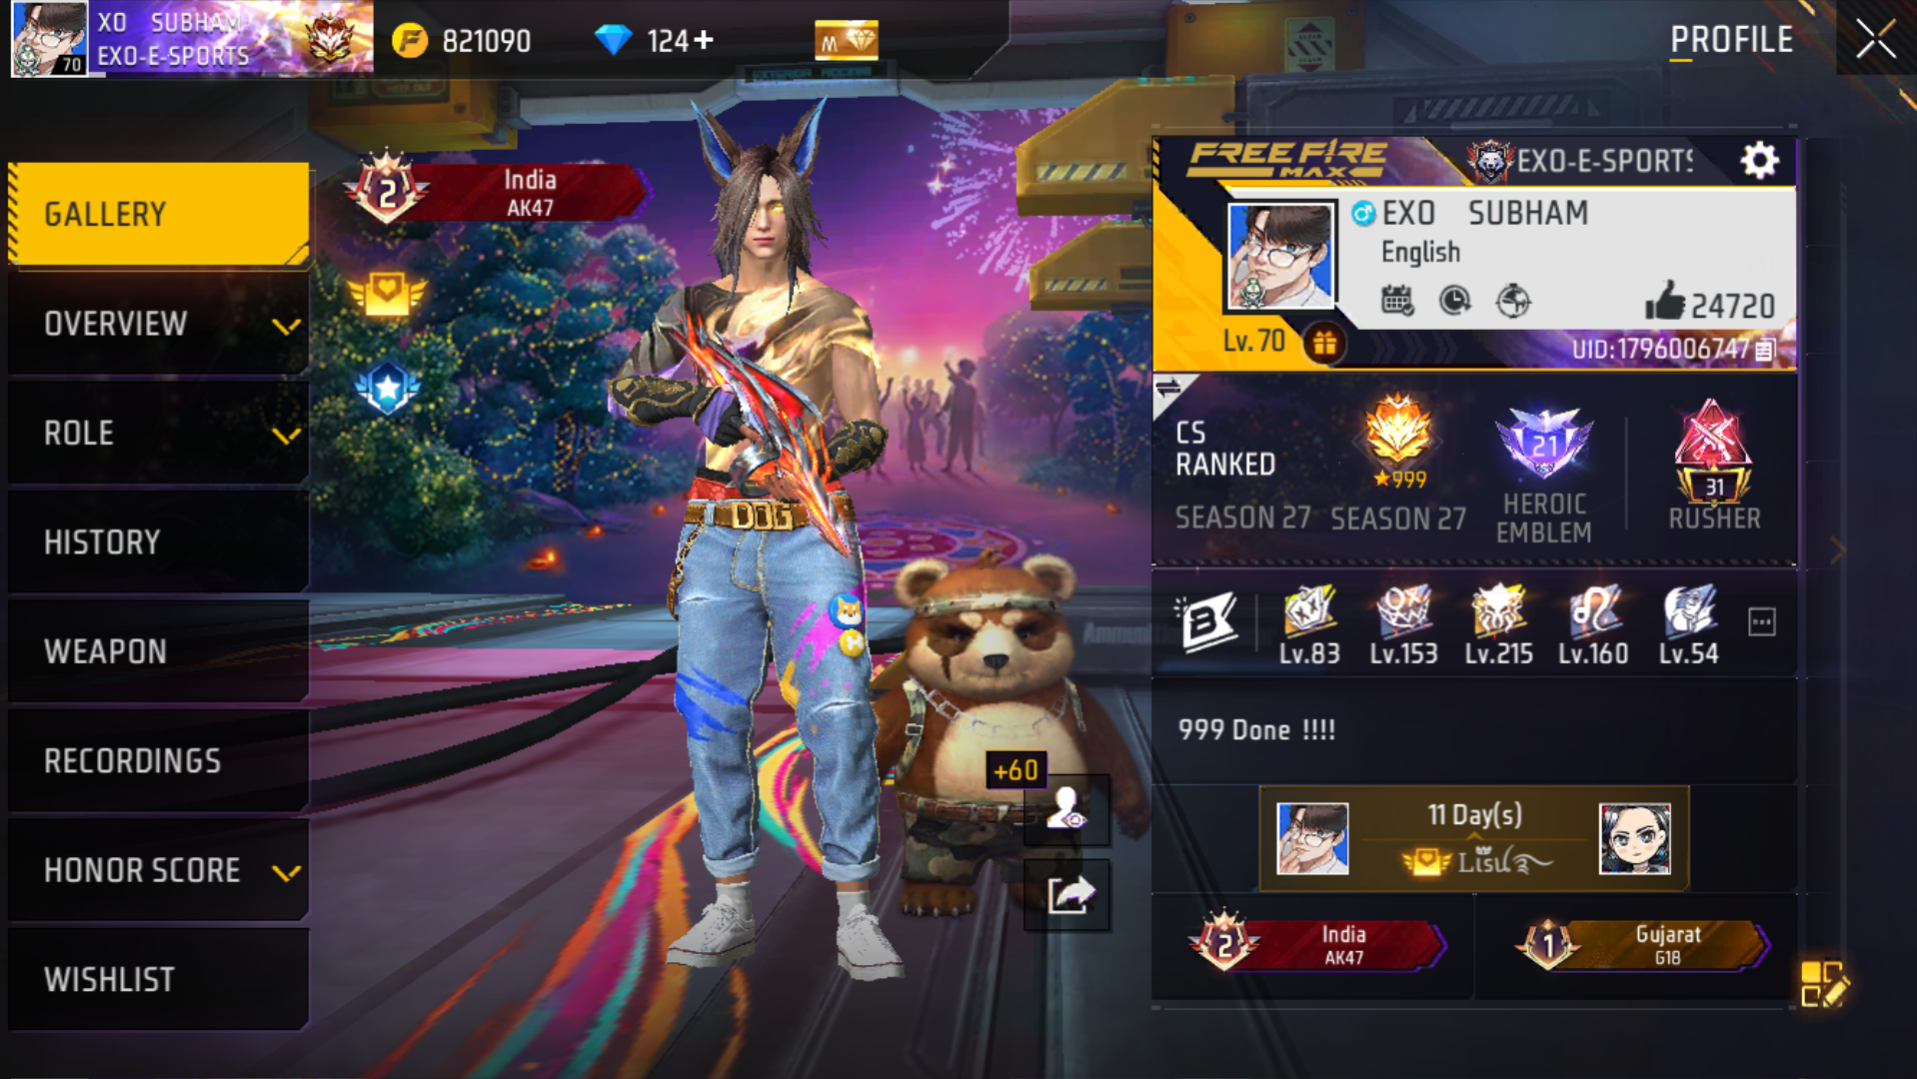 XO SUBHAM
EXO-E-SPORTS
70
821090
124+
W
PROFILE
GALLERY
OVERVIEW
ROLE
HISTORY
WEAPON
RECORDINGS
HONOR SCORE
WISHLIST
2
India
AK47
DOG
+60
FREE FIRE
MAX
EXO-E-SPORTS
EXO SUBHAM
English
24720
Lv. 70
UID:1796006747
CS
RANKED
SEASON 27
★999
SEASON 27
21
HEROIC
EMBLEM
31
RUSHER
B
Lv.83
Lv.153
Lv.215
Lv.160
Lv.54
999 Done !!!!
11 Day(s)
2
India
AK47
1
Gujarat
G18